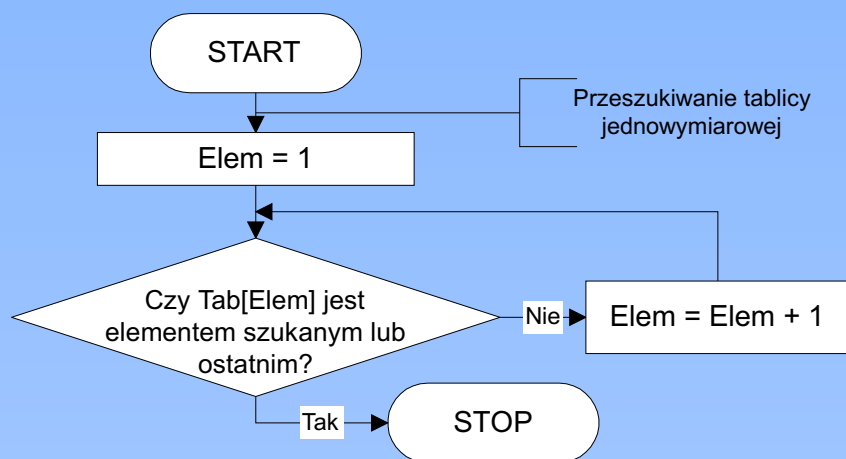 START
Przeszukiwanie tablicy
jednowymiarowej
Elem = 1
Czy Tab[Elem] jest
elementem szukanym lub
ostatnim?
Nie
Elem = Elem + 1
Tak
STOP